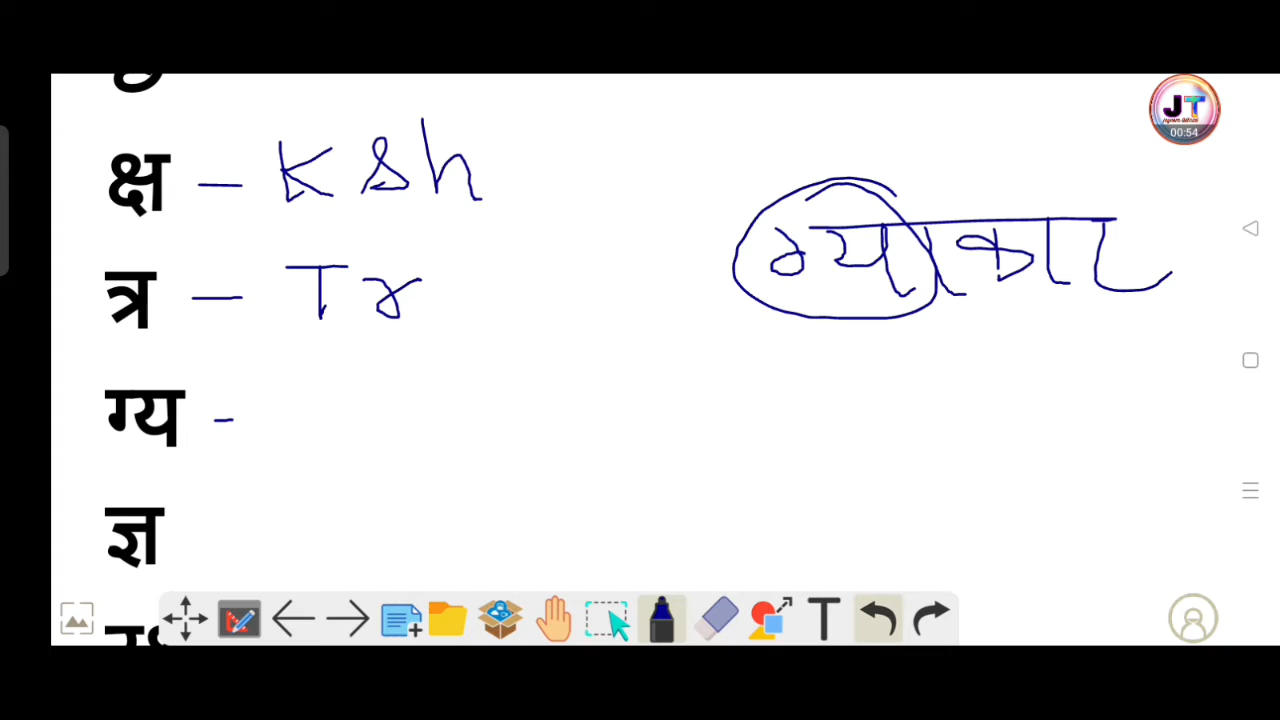 क्ष – Ksh
त्र – Tr
ग्याकार
ग्य -
ज्ञ
JT
00:54
T